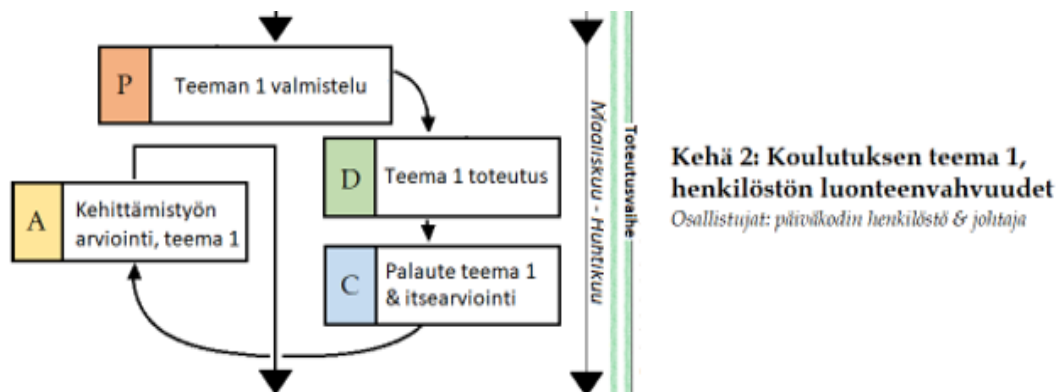 P
Teeman 1 valmistelu
D
Teema 1 toteutus
A
Kehittämistyön
arviointi, teema 1
C
Palaute teema 1
& itsearviointi
Maaliskuu - Huhtikuu
Toteutusvaihe
Kehä 2: Koulutuksen teema 1,
henkilöstön luonteenvahvuudet
Osallistujat: päiväkodin henkilöstö & johtaja